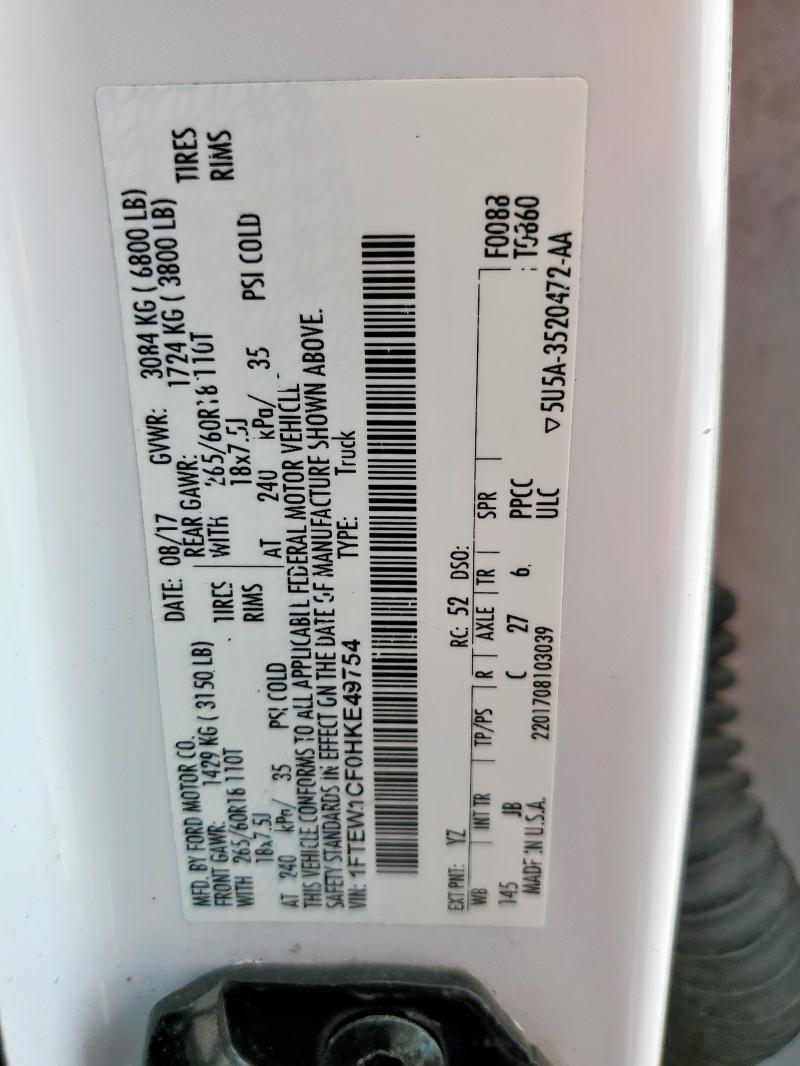 MFD. BY FORD MOTOR CO.
DATE: 08/17 GVWR: 3084 KG ( 6800 LB)
FRONT GAWR: 1429 KG ( 3150 LB)
REAR GAWR: 1724 KG ( 3800 LB)
WITH 265/60R18 110T TIRES
WITH 265/60R18 110T TIRES
18x7.5J RIMS
18x7.5J RIMS
AT 240 kPa/ 35 PSI COLD
AT 240 kPa/ 35 PSI COLD
THIS VEHICLE CONFORMS TO ALL APPLICABLE FEDERAL MOTOR VEHICLE
SAFETY STANDARDS IN EFFECT ON THE DATE OF MANUFACTURE SHOWN ABOVE.
VIN: 1FTEW1CF0HKE49754
TYPE: Truck
EXT PNT: YZ RC: 52 DSO: F0088
WB INT TR TP/PS R AXLE TR SPR T5860
145 JB C 27 6. PPCC
ULC
MADE IN U.S.A. 2201708103039
▽ 5U5A-3520472-AA